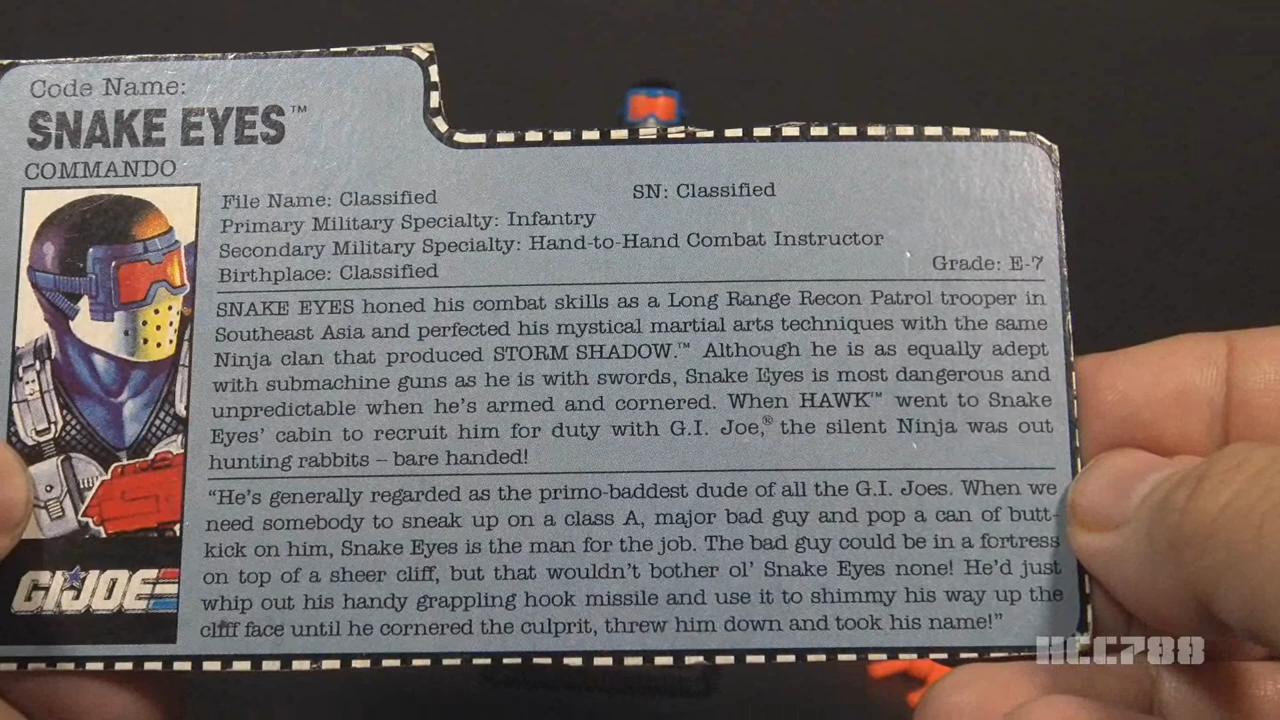 Code Name:
SNAKE EYES™
COMMANDO
File Name: Classified
SN: Classified
Primary Military Specialty: Infantry
Secondary Military Specialty: Hand-to-Hand Combat Instructor
Birthplace: Classified
Grade: E-7
SNAKE EYES honed his combat skills as a Long Range Recon Patrol trooper in
Southeast Asia and perfected his mystical martial arts techniques with the same
Ninja clan that produced STORM SHADOW.™ Although he is as equally adept
with submachine guns as he is with swords, Snake Eyes is most dangerous and
unpredictable when he's armed and cornered. When HAWK™ went to Snake
Eyes' cabin to recruit him for duty with G.I. Joe,® the silent Ninja was out
hunting rabbits – bare handed!
"He's generally regarded as the primo-baddest dude of all the G.I. Joes. When we
need somebody to sneak up on a class A, major bad guy and pop a can of butt-
kick on him, Snake Eyes is the man for the job. The bad guy could be in a fortress
on top of a sheer cliff, but that wouldn't bother ol' Snake Eyes none! He'd just
whip out his handy grappling hook missile and use it to shimmy his way up the
cliff face until he cornered the culprit, threw him down and took his name!"
GI JOE
HCC788